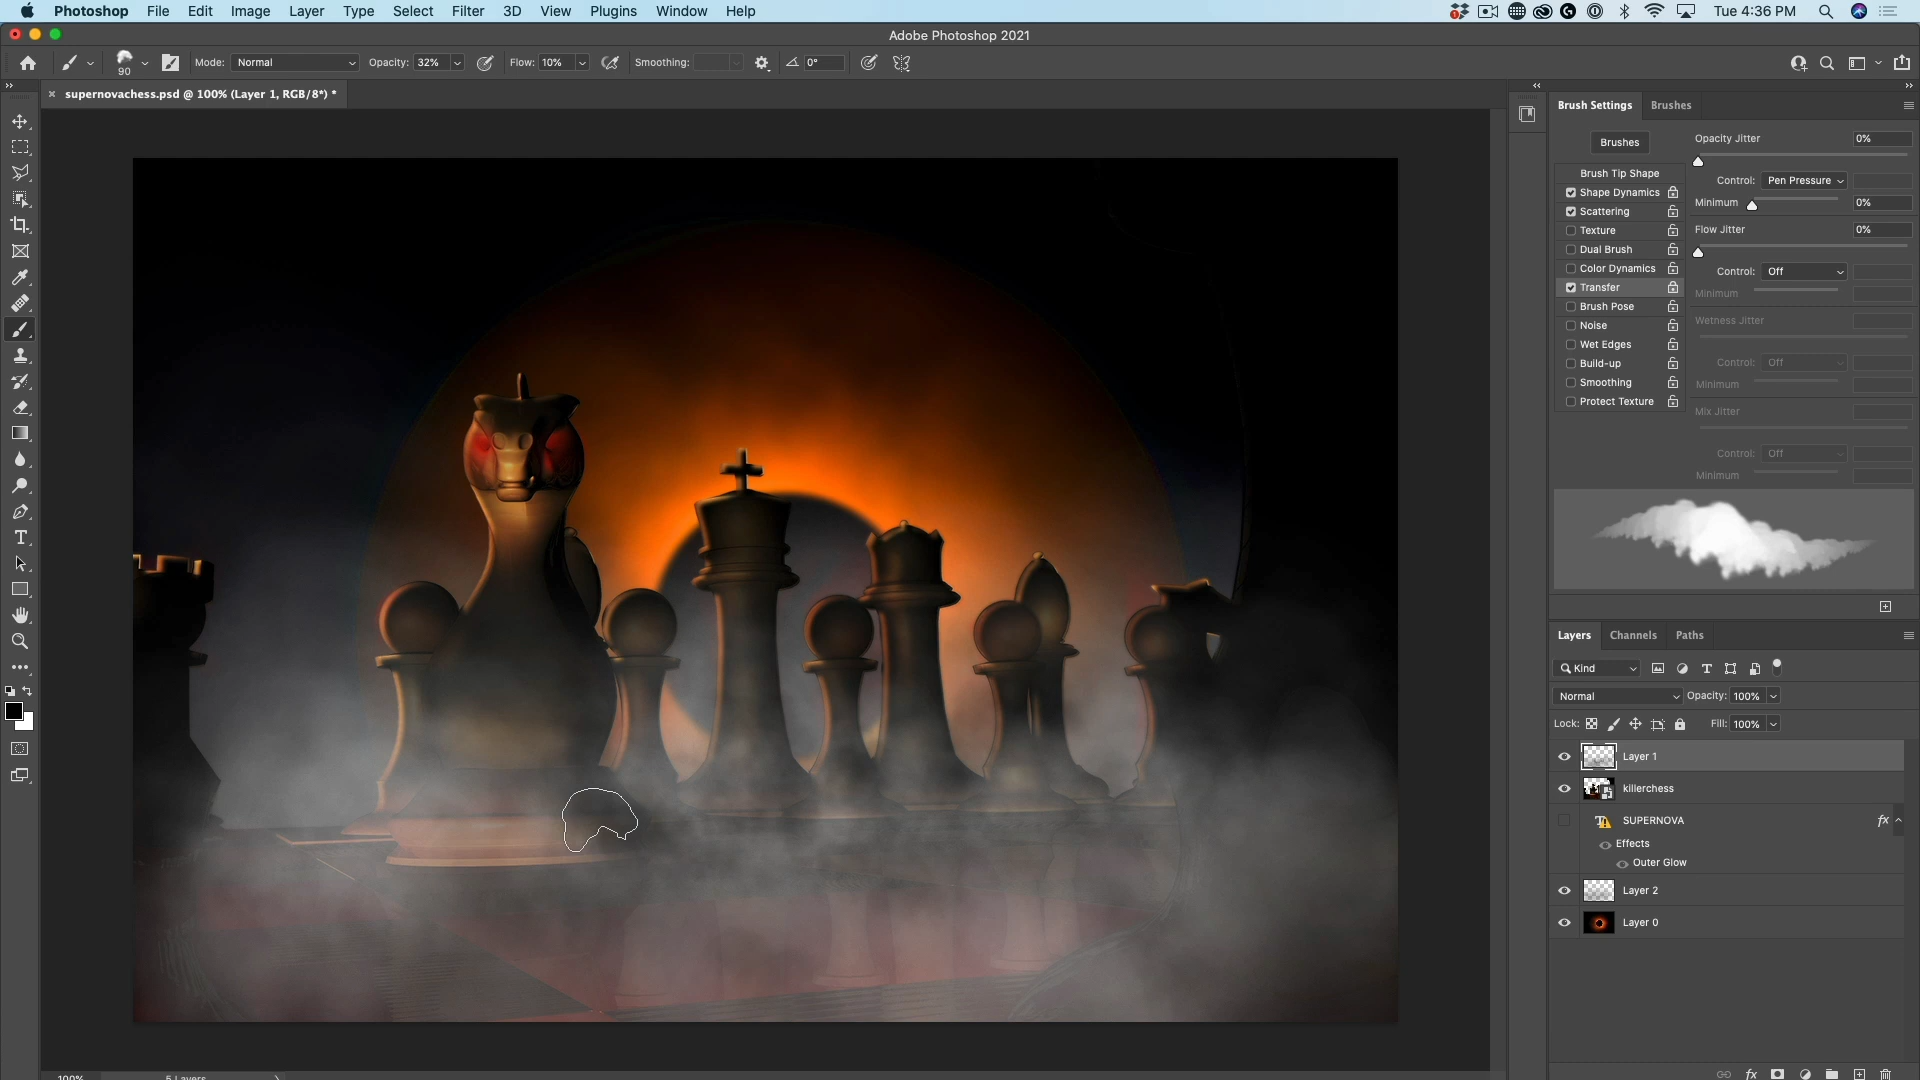 Photoshop File Edit Image Layer Type Select Filter 3D View Plugins Window Help
Tue 4:36 PM
Adobe Photoshop 2021
90
Mode: Normal Opacity: 32% Flow: 10% Smoothing: 0°
supernovachess.psd @ 100% (Layer 1, RGB/8*) *
Brush Settings Brushes
Brushes
Brush Tip Shape
Shape Dynamics
Scattering
Texture
Dual Brush
Color Dynamics
Transfer
Brush Pose
Noise
Wet Edges
Build-up
Smoothing
Protect Texture
Opacity Jitter 0%
Control: Pen Pressure
Minimum 0%
Flow Jitter 0%
Control: Off
Minimum
Wetness Jitter
Control: Off
Minimum
Mix Jitter
Control: Off
Minimum
Layers Channels Paths
Kind
Normal Opacity: 100%
Lock: Fill: 100%
Layer 1
killerchess
SUPERNOVA fx
Effects
Outer Glow
Layer 2
Layer 0
100% 5 Layers
fx